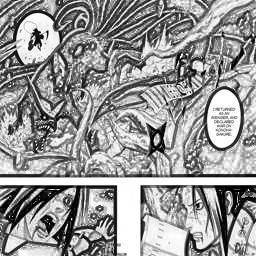 I RETURNED
AS AN
AVENGER, AND
DECLARED
WAR ON
KONOHA-
GAKURE.